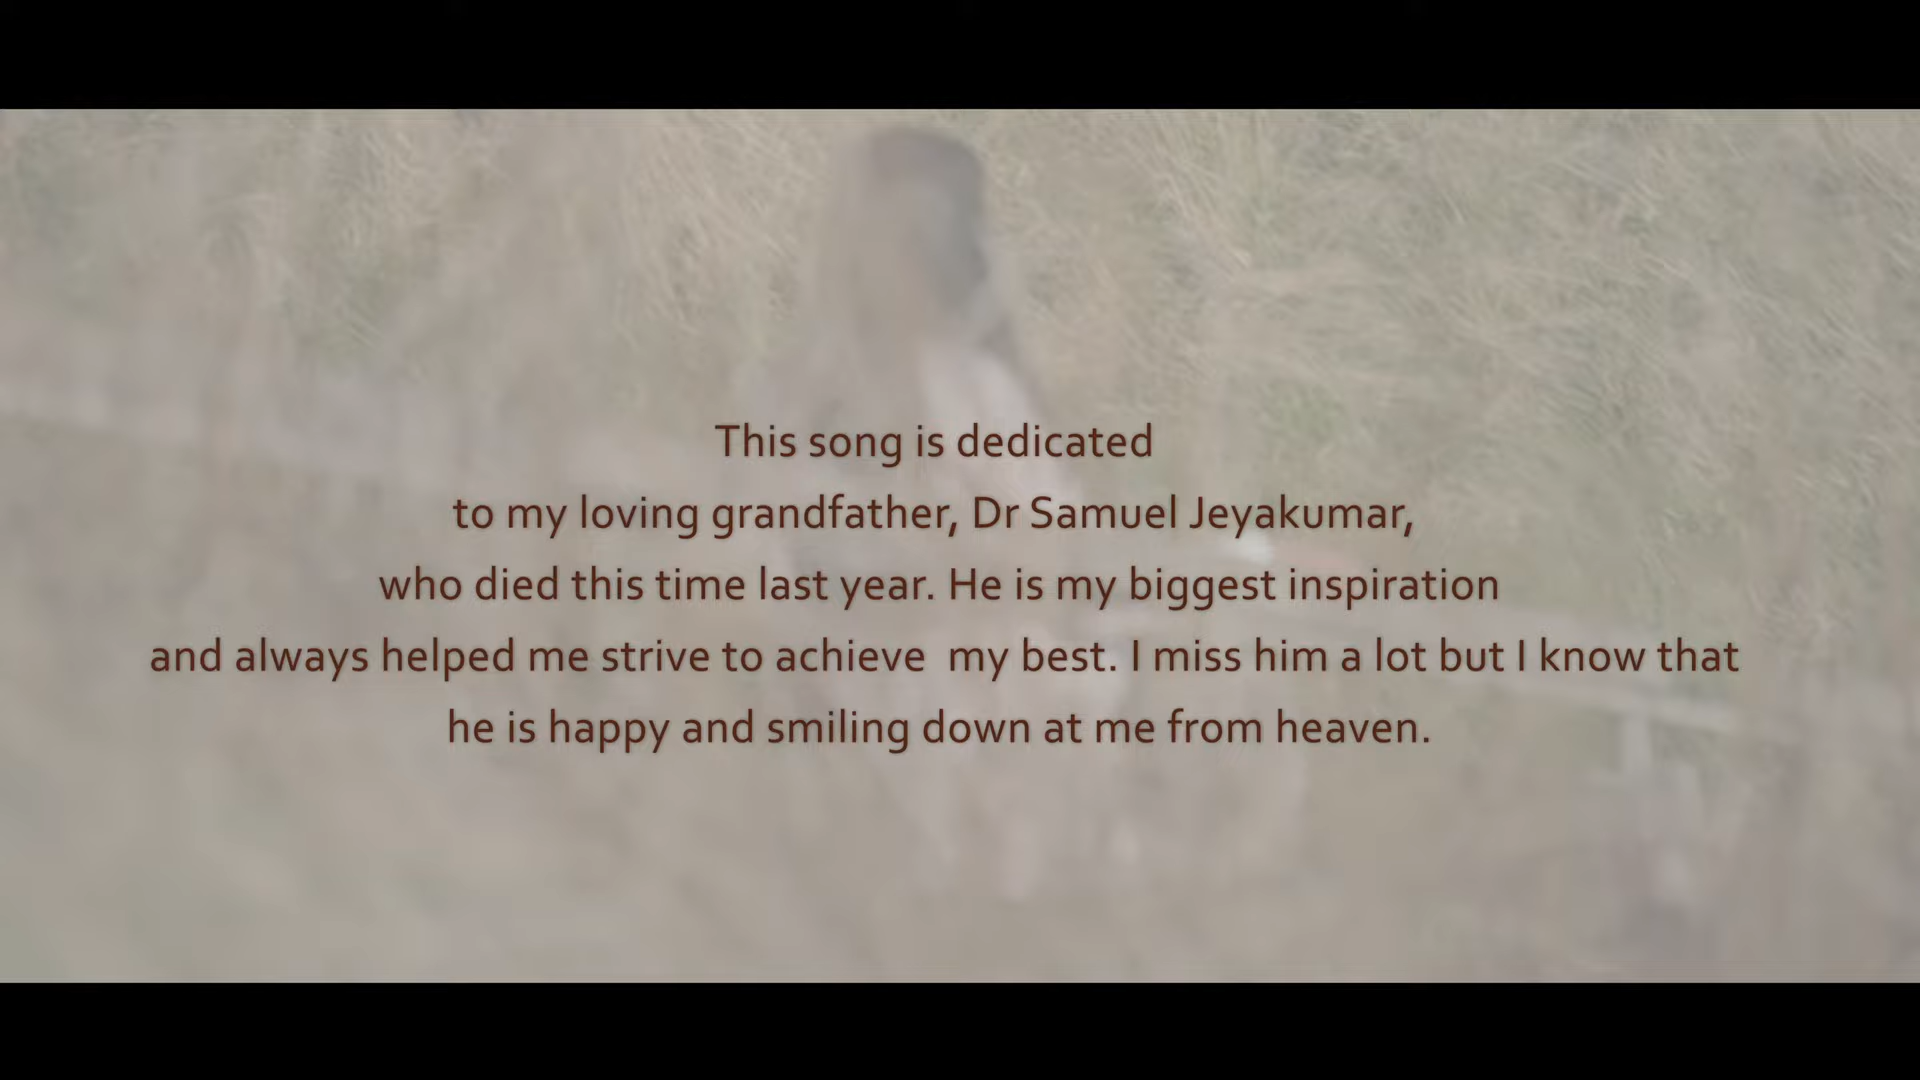 This song is dedicated
to my loving grandfather, Dr Samuel Jeyakumar,
who died this time last year. He is my biggest inspiration
and always helped me strive to achieve  my best. I miss him a lot but I know that
he is happy and smiling down at me from heaven.